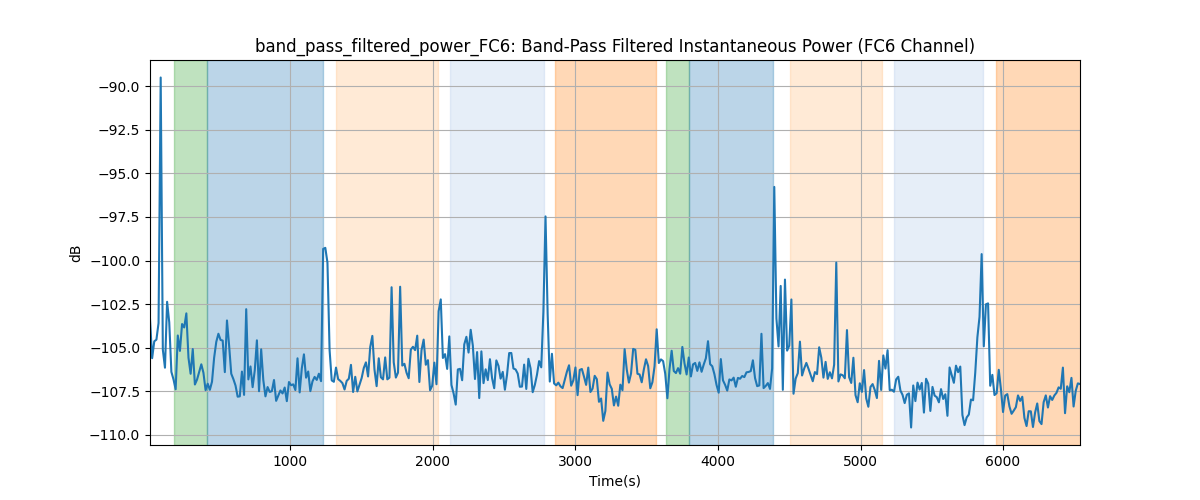 band_pass_filtered_power_FC6: Band-Pass Filtered Instantaneous Power (FC6 Channel)
−90.0
−92.5
−95.0
−97.5
−100.0
−102.5
−105.0
−107.5
−110.0
dB
1000 2000 3000 4000 5000 6000
Time(s)